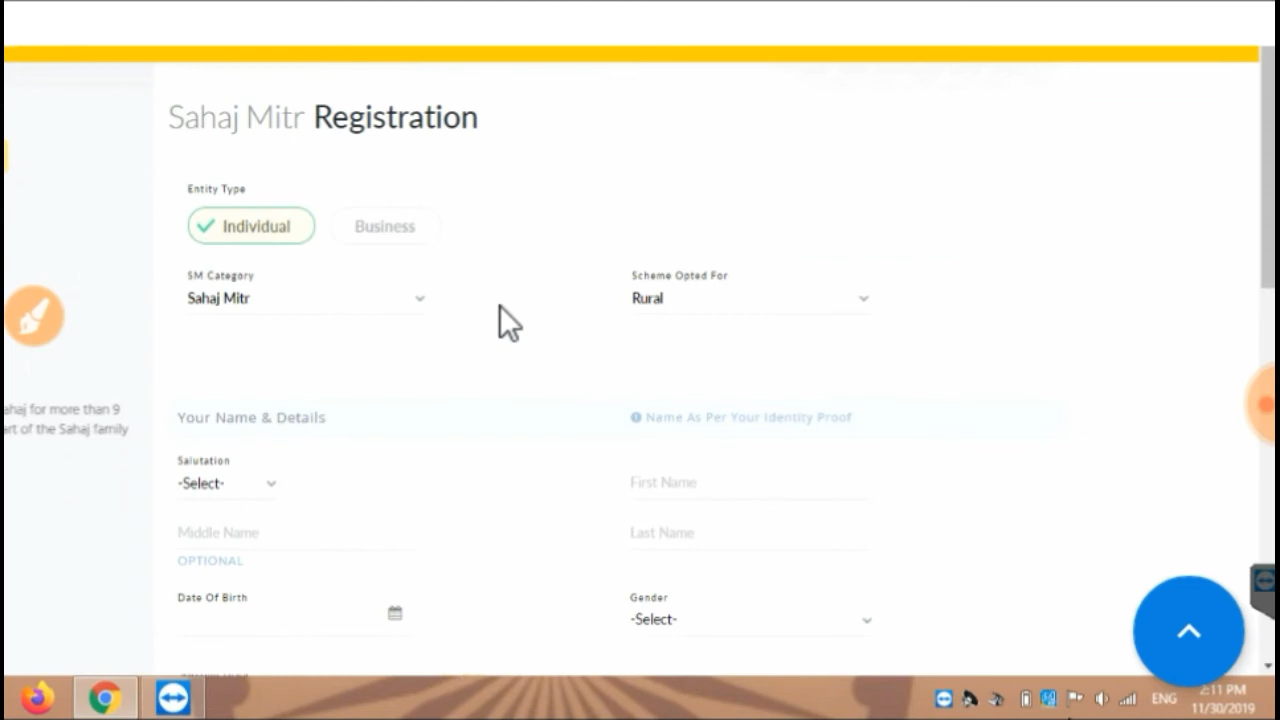 Sahaj Mitr Registration
Entity Type
Individual
Business
SM Category
Scheme Opted For
Sahaj Mitr
Rural
ahaj for more than 9
art of the Sahaj family
Your Name & Details
Name As Per Your Identity Proof
Salutation
-Select-
First Name
Middle Name
Last Name
OPTIONAL
Date Of Birth
Gender
-Select-
ENG
2:11 PM
11/30/2019